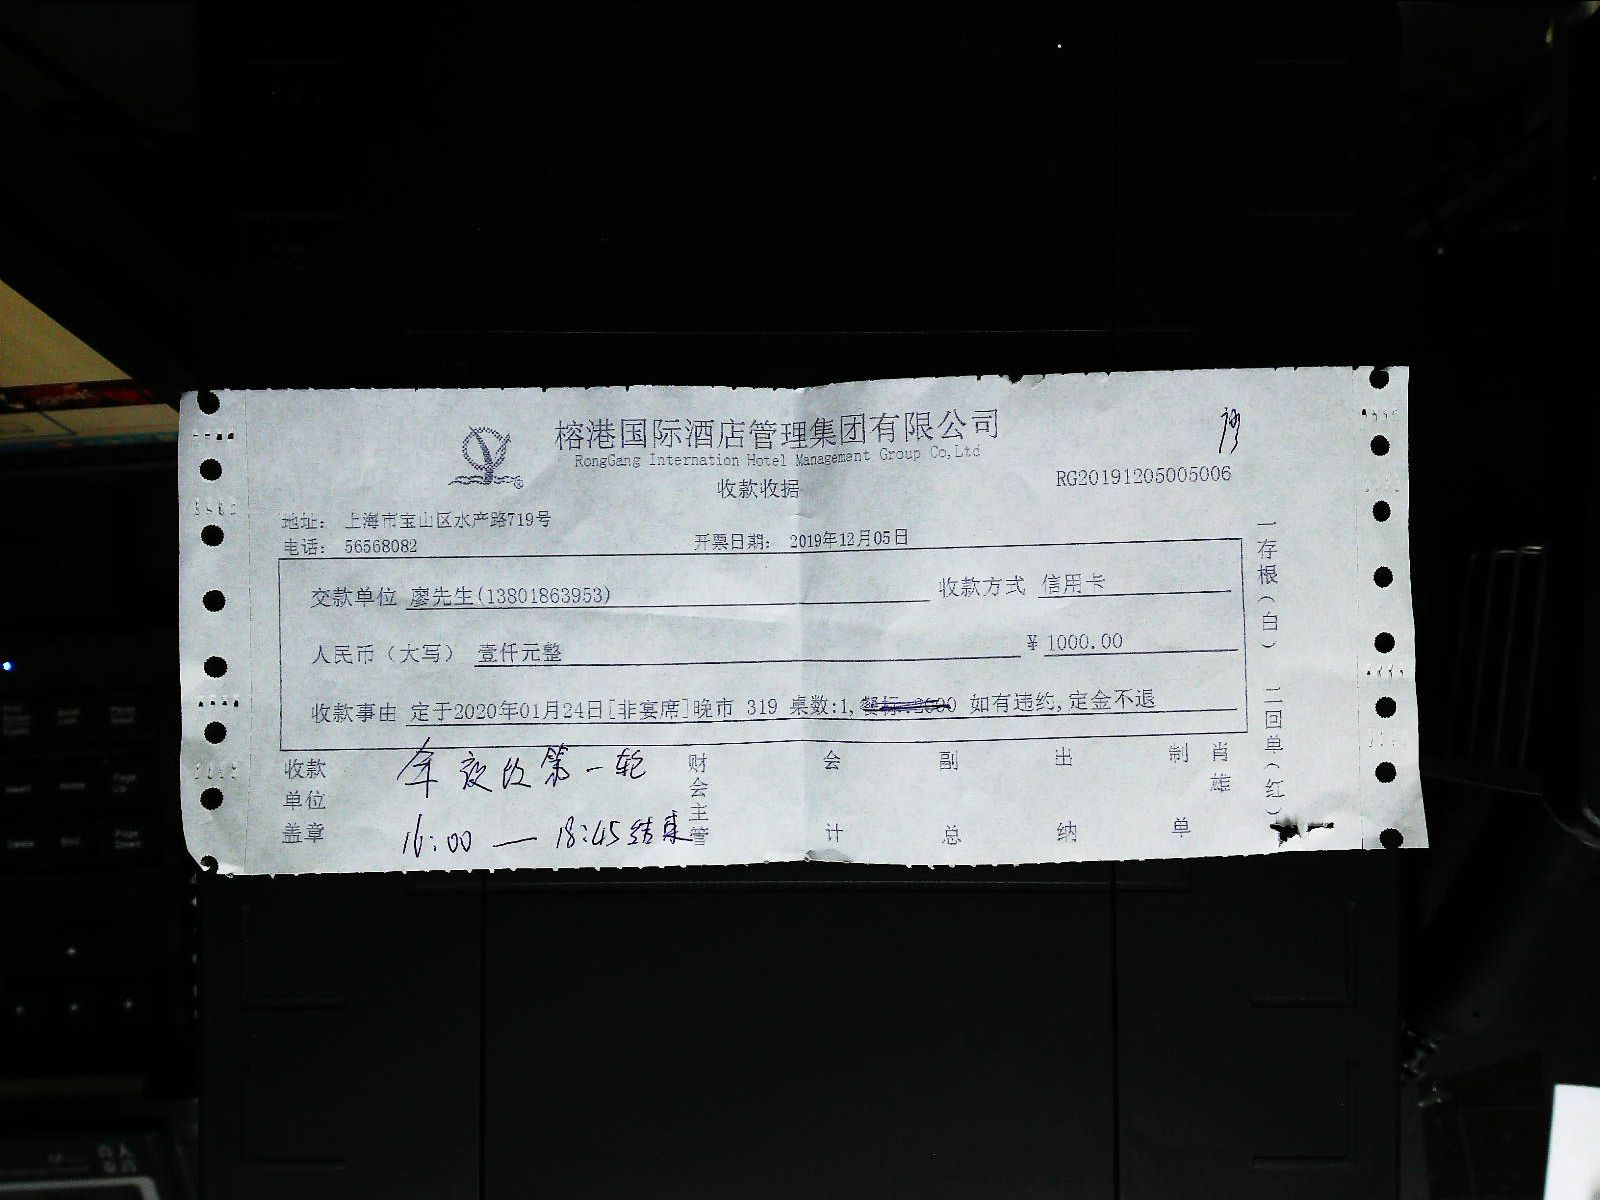 榕港国际酒店管理集团有限公司
RongGang Internation Hotel Management Group Co,Ltd
收款收据
RG20191205005006
地址： 上海市宝山区水产路719号
电话： 56568082 开票日期： 2019年12月05日
交款单位 廖先生(13801863953) 收款方式 信用卡
人民币（大写） 壹仟元整 ¥ 1000.00
收款事由 定于2020年01月24日[非宴席]晚市 319 桌数:1,餐标:2000 如有违约,定金不退
收款单位盖章 财会主管 会计 副总 出纳 制单 肖雄
年夜饭第一轮
16:00 — 18:45结束
一存根（白） 二回单（红）